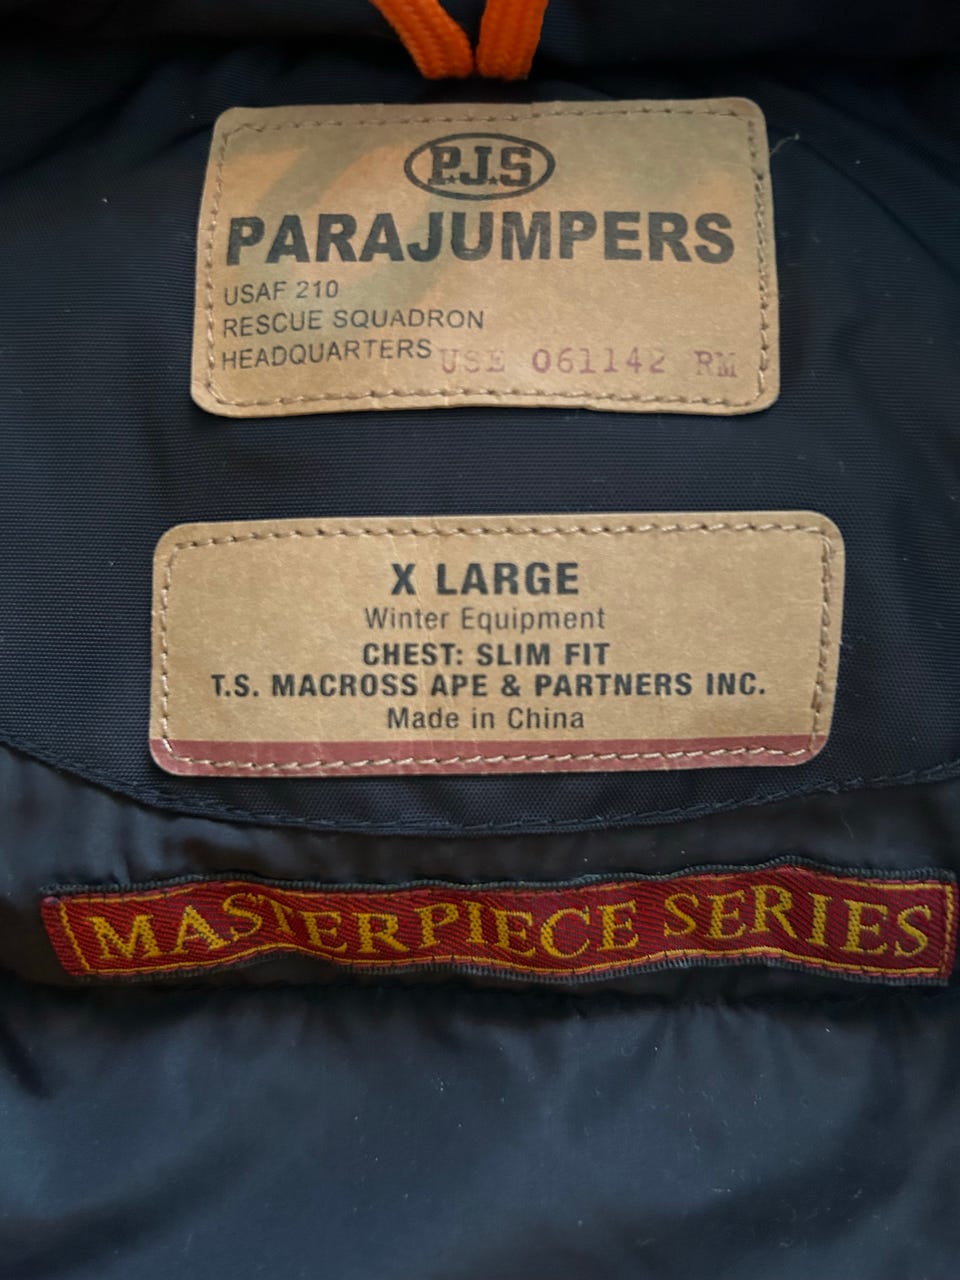 P.J.S
PARAJUMPERS
USAF 210
RESCUE SQUADRON
HEADQUARTERS USE 061142 RM
X LARGE
Winter Equipment
CHEST: SLIM FIT
T.S. MACROSS APE & PARTNERS INC.
Made in China
MASTERPIECE SERIES